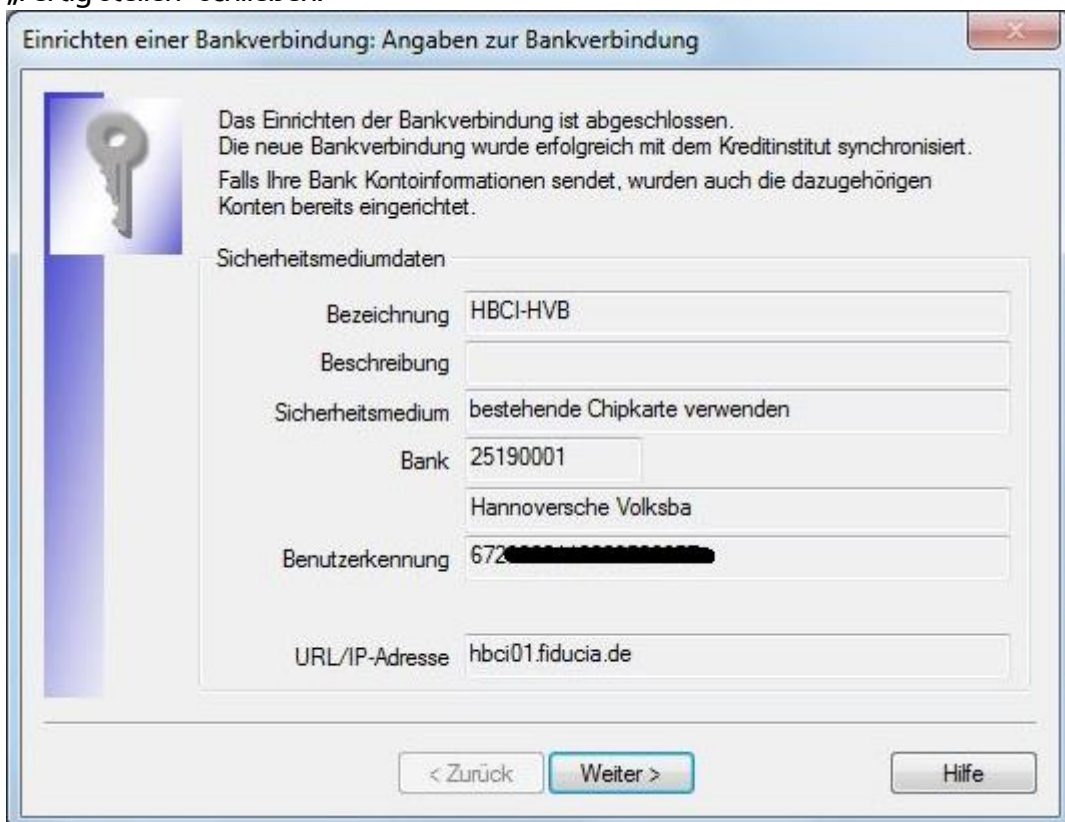 „Fertig stellen“ schließen.
Einrichten einer Bankverbindung: Angaben zur Bankverbindung
Das Einrichten der Bankverbindung ist abgeschlossen.
Die neue Bankverbindung wurde erfolgreich mit dem Kreditinstitut synchronisiert.
Falls Ihre Bank Kontoinformationen sendet, wurden auch die dazugehörigen
Konten bereits eingerichtet.
Sicherheitsmediumdaten
Bezeichnung HBCI-HVB
Beschreibung
Sicherheitsmedium bestehende Chipkarte verwenden
Bank 25190001
Hannoversche Volksba
Benutzerkennung 672
URL/IP-Adresse hbci01.fiducia.de
< Zurück Weiter > Hilfe